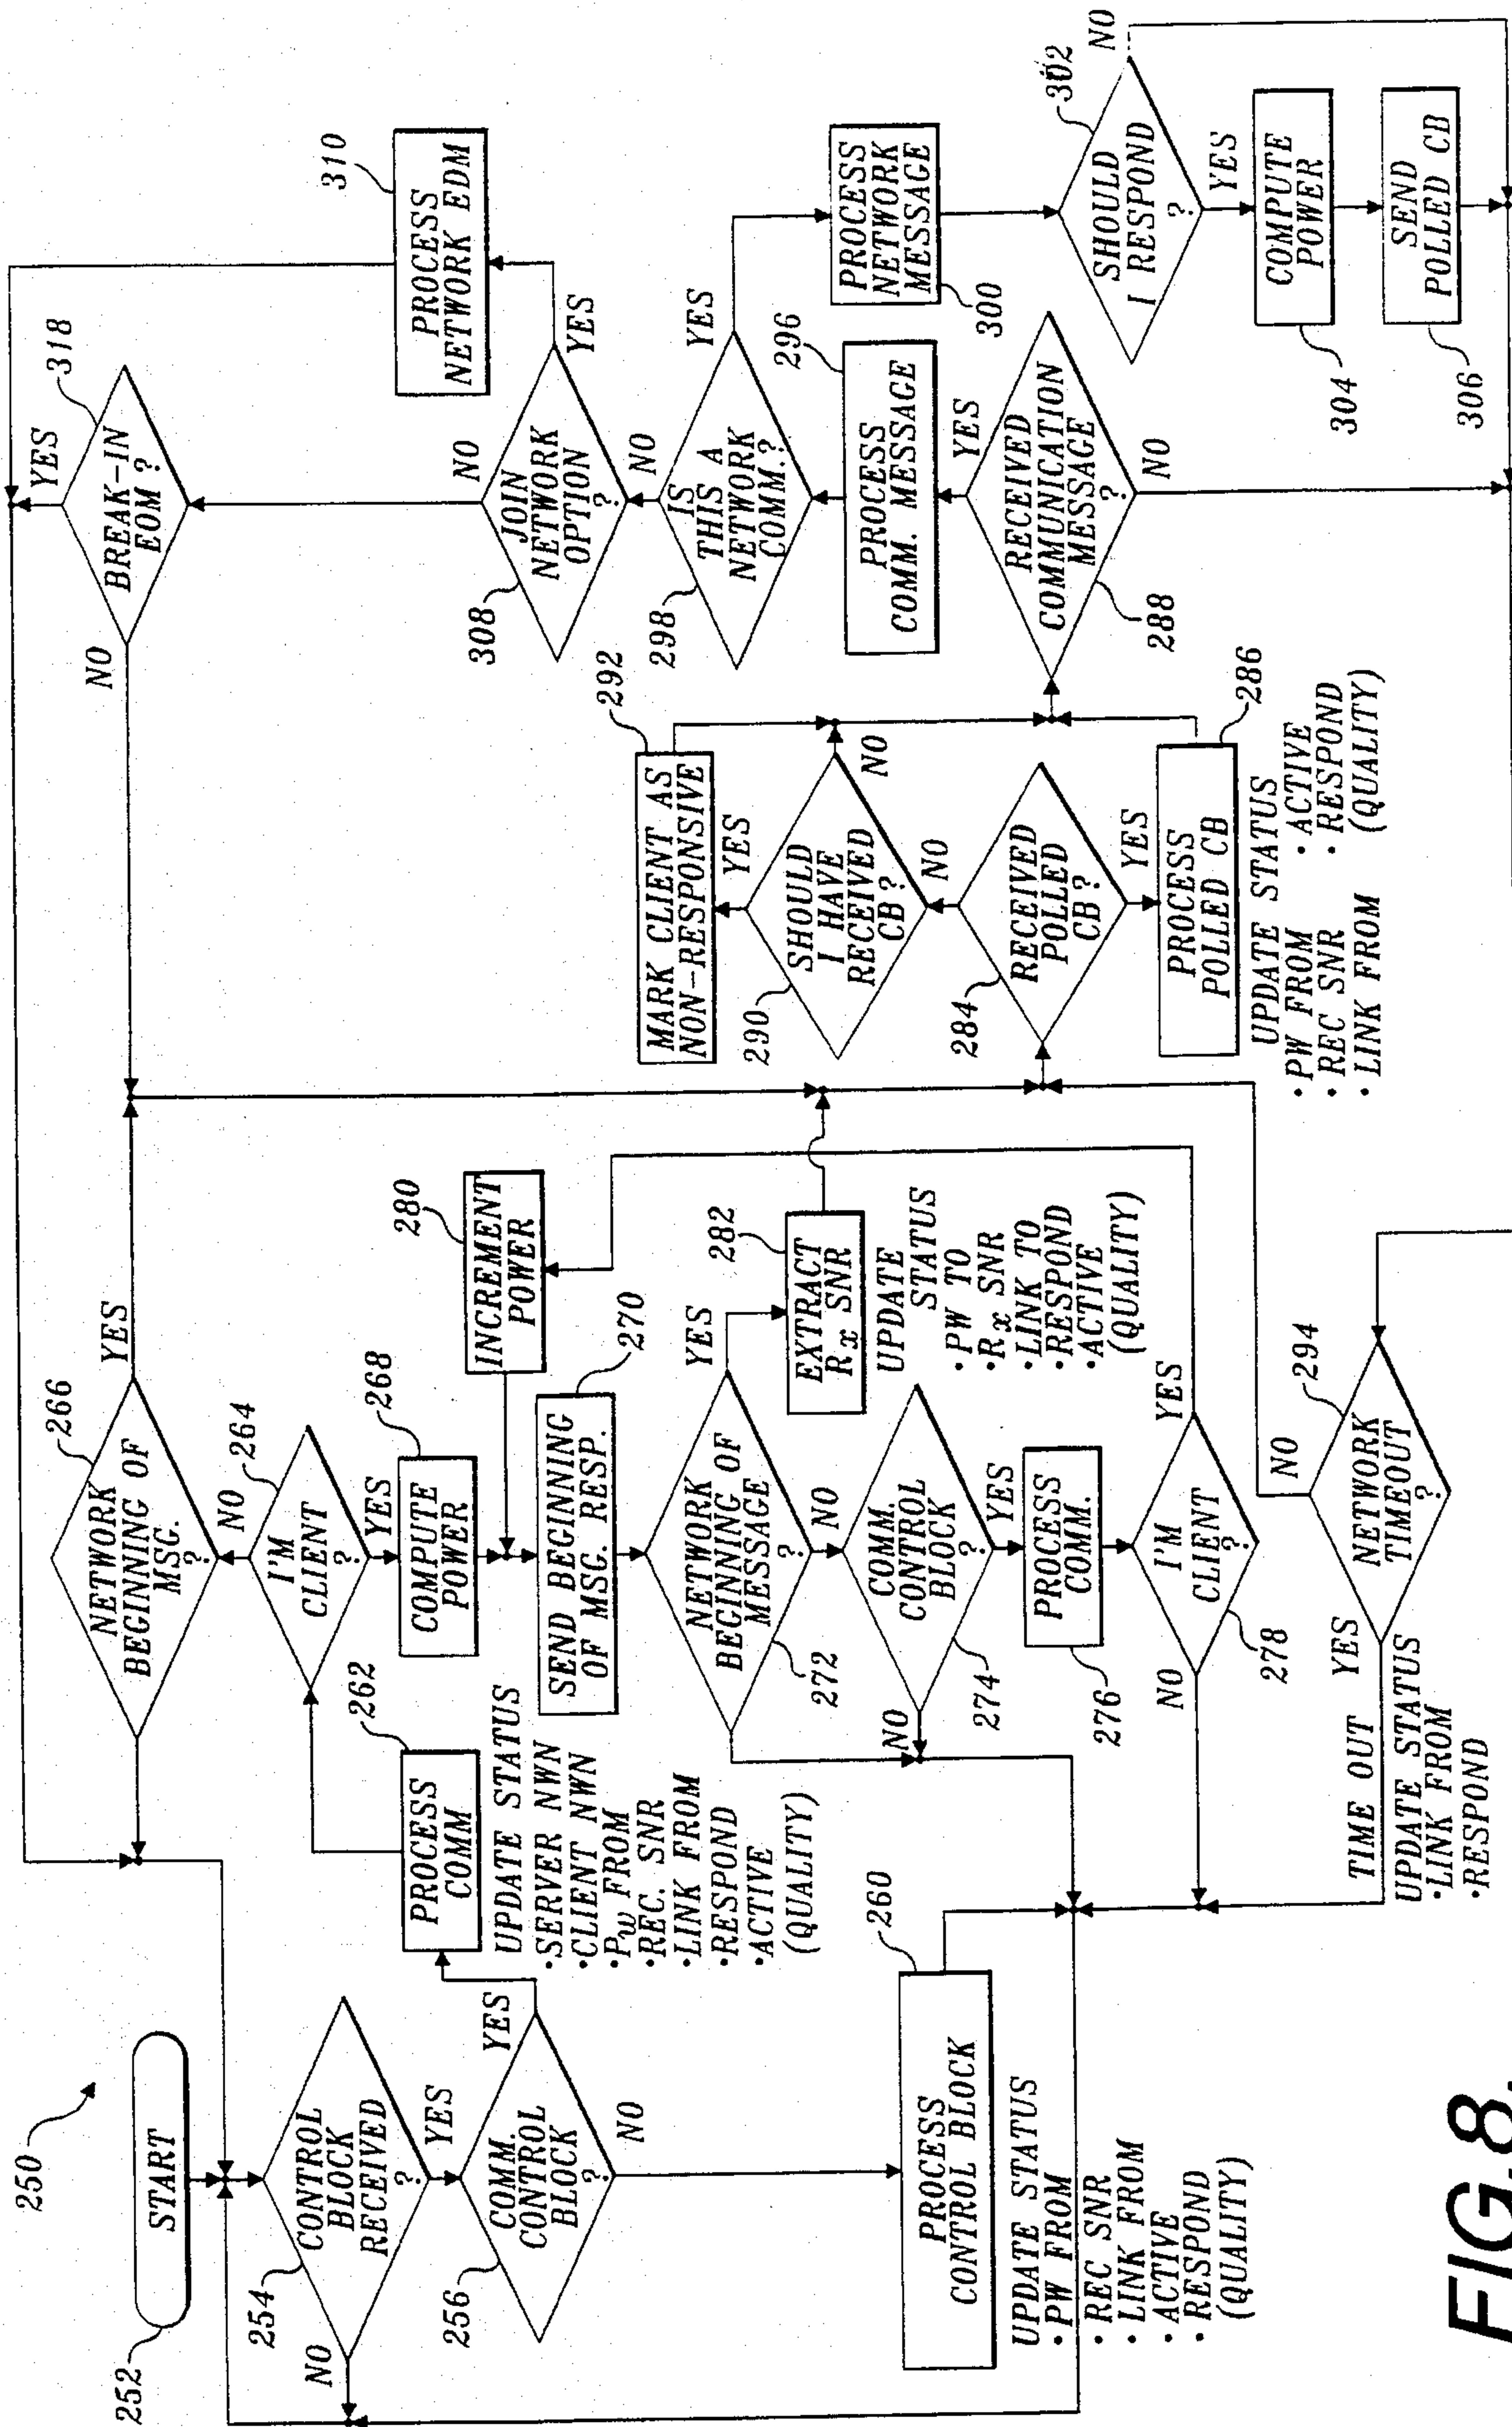 250
252
START
254
CONTROL
BLOCK
RECEIVED
?
NO
YES
256
COMM.
CONTROL
BLOCK
?
YES
NO
260
PROCESS
CONTROL BLOCK
UPDATE STATUS
• PW FROM
• REC SNR
• LINK FROM
• ACTIVE
• RESPOND
(QUALITY)
262
PROCESS
COMM
UPDATE STATUS
•SERVER NWN
•CLIENT NWN
•Pw FROM
•REC. SNR
•LINK FROM
•RESPOND
•ACTIVE
(QUALITY)
264
I'M
CLIENT
?
NO
YES
266
NETWORK
BEGINNING OF
MSG.
?
YES
268
COMPUTE
POWER
280
INCREMENT
POWER
270
SEND BEGINNING
OF MSG. RESP.
272
NETWORK
BEGINNING OF
MESSAGE
?
YES
NO
282
EXTRACT
Rx SNR
UPDATE
STATUS
•PW TO
•Rx SNR
•LINK TO
•RESPOND
•ACTIVE
(QUALITY)
274
COMM.
CONTROL
BLOCK
?
NO
YES
276
PROCESS
COMM.
278
I'M
CLIENT
?
NO
YES
294
NETWORK
TIMEOUT
?
NO
YES
TIME OUT
UPDATE STATUS
•LINK FROM
•RESPOND
284
RECEIVED
POLLED
CB?
NO
YES
286
PROCESS
POLLED CB
UPDATE STATUS
• PW FROM
• REC SNR
• LINK FROM
• ACTIVE
• RESPOND
(QUALITY)
290
SHOULD
I HAVE
RECEIVED
CB?
YES
NO
292
MARK CLIENT AS
NON-RESPONSIVE
288
RECEIVED
COMMUNICATION
MESSAGE
?
YES
NO
296
PROCESS
COMM. MESSAGE
298
IS
THIS A
NETWORK
COMM.?
YES
NO
300
PROCESS
NETWORK
MESSAGE
302
SHOULD
I RESPOND
?
NO
YES
304
COMPUTE
POWER
306
SEND
POLLED CB
308
JOIN
NETWORK
OPTION
?
NO
YES
310
PROCESS
NETWORK EDM
318
BREAK-IN
EOM ?
YES
NO
FIG.8.